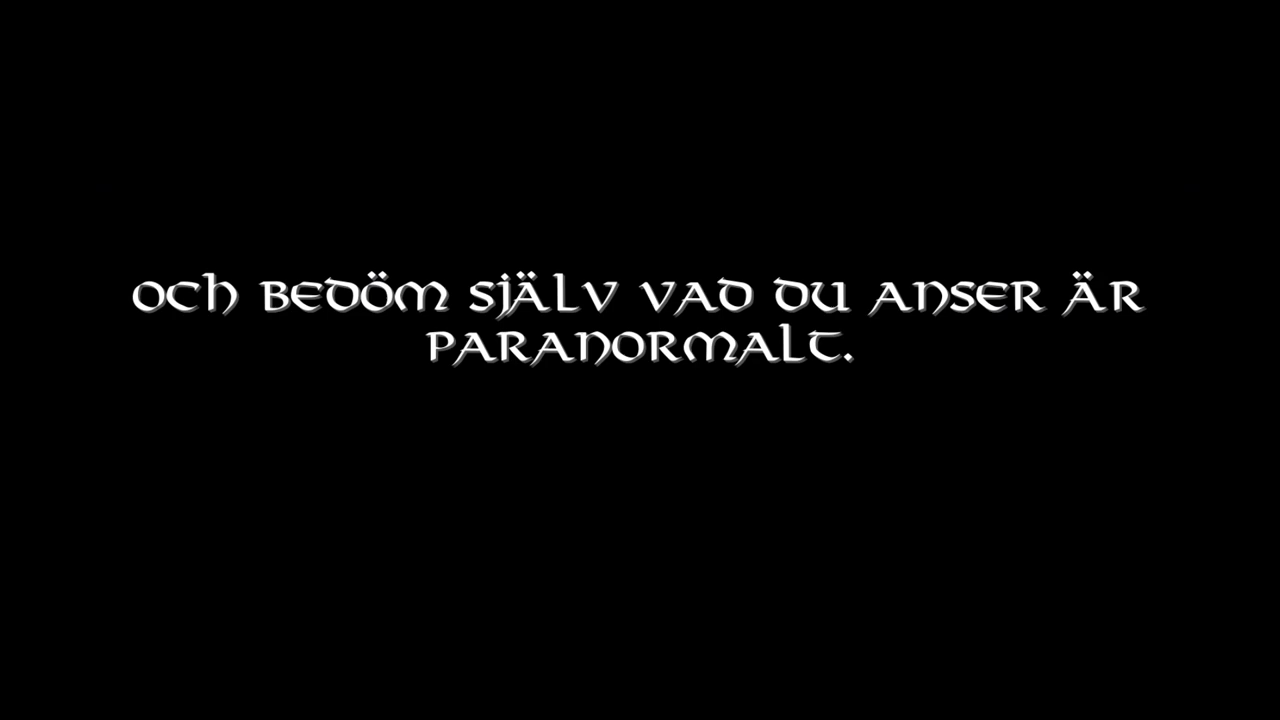 och bedöm själv vad du anser är
paranormalt.